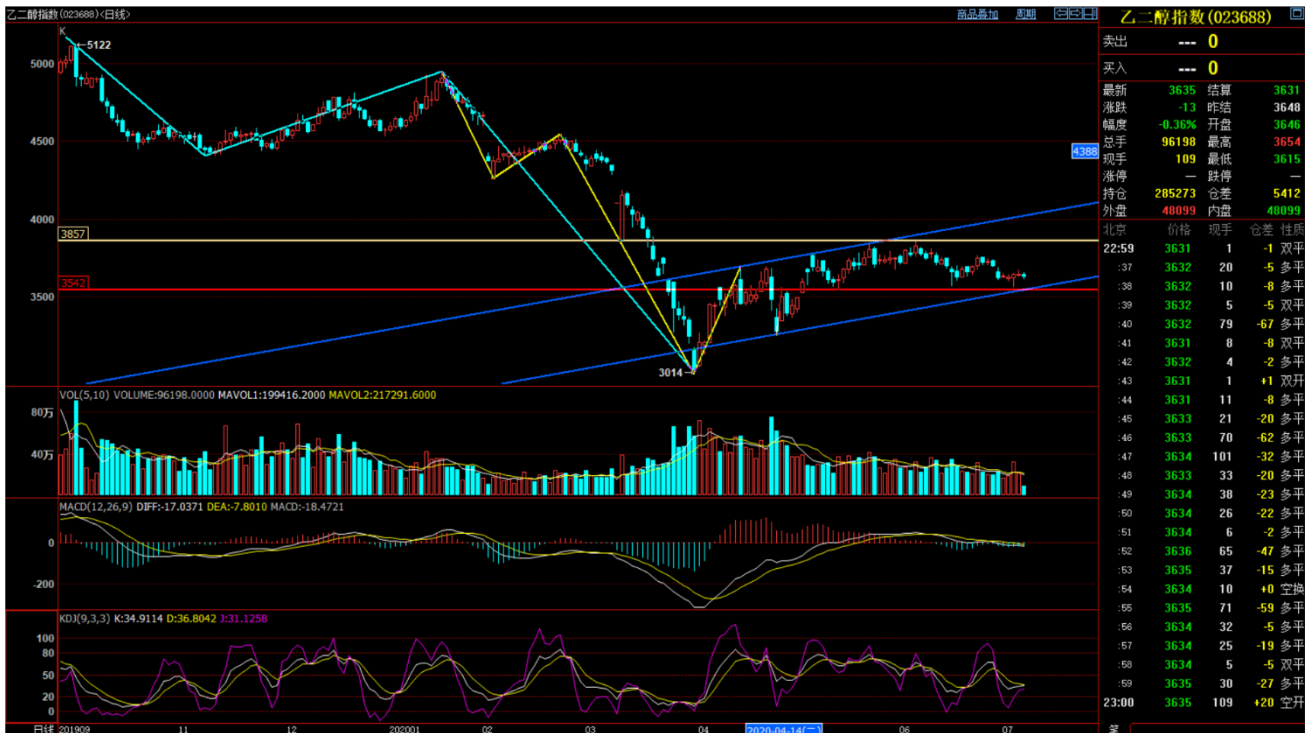 乙二醇指数(023688)<日线>
商品叠加 周期
K
5122
5000
4500
4388
4000
3857
3542
3500
3014
VOL(5,10) VOLUME:96198.0000 MAVOL1:199416.2000 MAVOL2:217291.6000
80万
40万
MACD(12,26,9) DIFF:-17.0371 DEA:-7.8010 MACD:-18.4721
0
-200
KDJ(9,3,3) K:34.9114 D:36.8042 J:31.1258
100
80
50
20
0
日线 201909 11 12 202001 02 03 04 2020-04-14(二) 06 07
乙二醇指数(023688)
卖出 --- 0
买入 --- 0
最新 3635 结算 3631
涨跌 -13 昨结 3648
幅度 -0.36% 开盘 3646
总手 96198 最高 3654
现手 109 最低 3615
涨停 — 跌停 —
持仓 285273 仓差 5412
外盘 48099 内盘 48099
北京 价格 现手 仓差 性质
22:59 3631 1 -1 双平
:37 3632 20 -5 多平
:38 3632 10 -8 多平
:39 3632 5 -5 双平
:40 3632 79 -67 多平
:41 3631 8 -8 双平
:42 3632 4 -2 多平
:43 3631 1 +1 双开
:44 3631 11 -8 多平
:45 3633 21 -20 多平
:46 3633 70 -62 多平
:47 3634 101 -32 多平
:48 3633 33 -20 多平
:49 3634 38 -23 多平
:50 3634 26 -22 多平
:51 3634 6 -2 多平
:52 3636 65 -47 多平
:53 3635 37 -15 多平
:54 3634 10 +0 空换
:55 3635 71 -59 多平
:56 3634 32 -5 多平
:57 3634 25 -19 多平
:58 3634 5 -5 双平
:59 3635 30 -27 多平
23:00 3635 109 +20 空开
笔